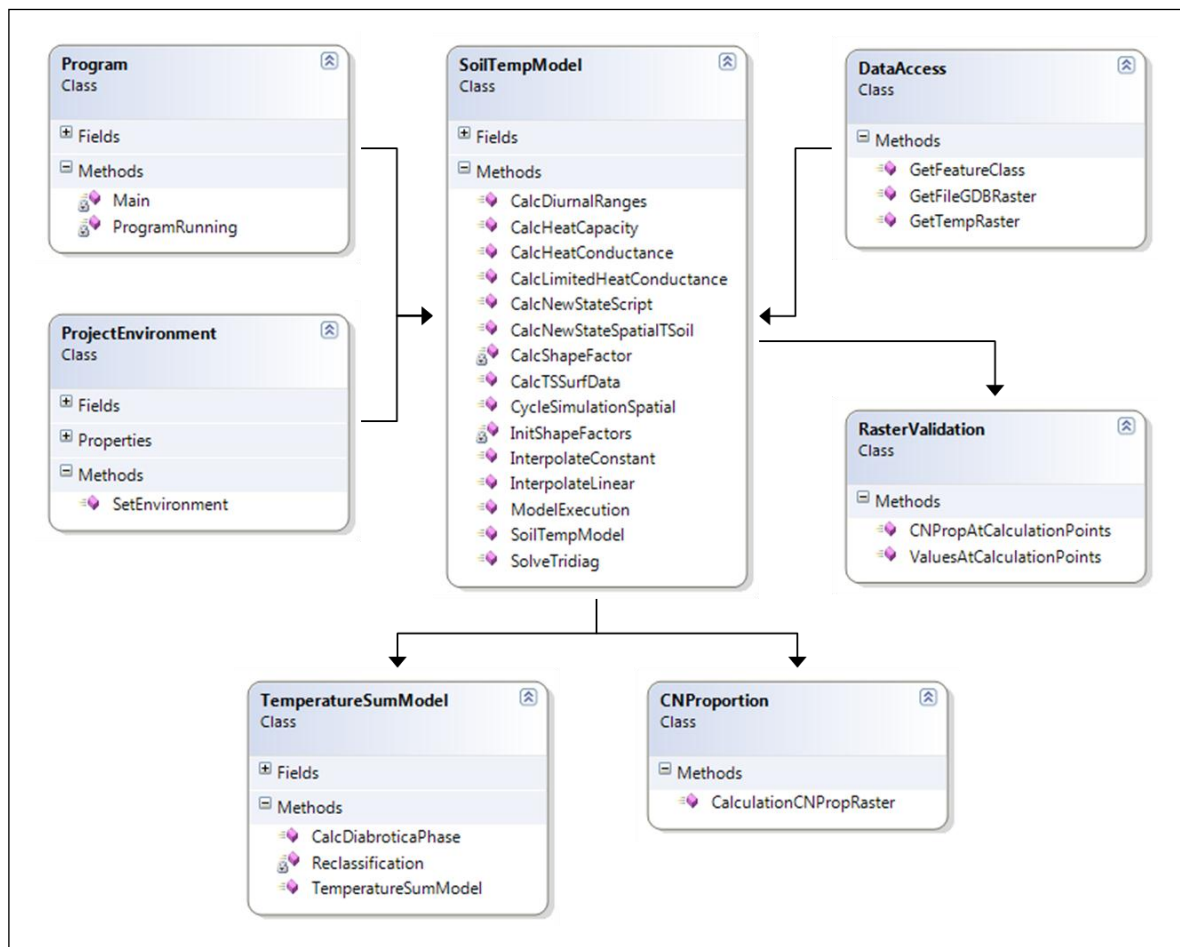 Program
Class
Fields
Methods
Main
ProgramRunning
ProjectEnvironment
Class
Fields
Properties
Methods
SetEnvironment
SoilTempModel
Class
Fields
Methods
CalcDiurnalRanges
CalcHeatCapacity
CalcHeatConductance
CalcLimitedHeatConductance
CalcNewStateScript
CalcNewStateSpatialTSoil
CalcShapeFactor
CalcTSSurfData
CycleSimulationSpatial
InitShapeFactors
InterpolateConstant
InterpolateLinear
ModelExecution
SoilTempModel
SolveTridiag
DataAccess
Class
Methods
GetFeatureClass
GetFileGDBRaster
GetTempRaster
RasterValidation
Class
Methods
CNPropAtCalculationPoints
ValuesAtCalculationPoints
TemperatureSumModel
Class
Fields
Methods
CalcDiabroticaPhase
Reclassification
TemperatureSumModel
CNProportion
Class
Methods
CalculationCNPropRaster